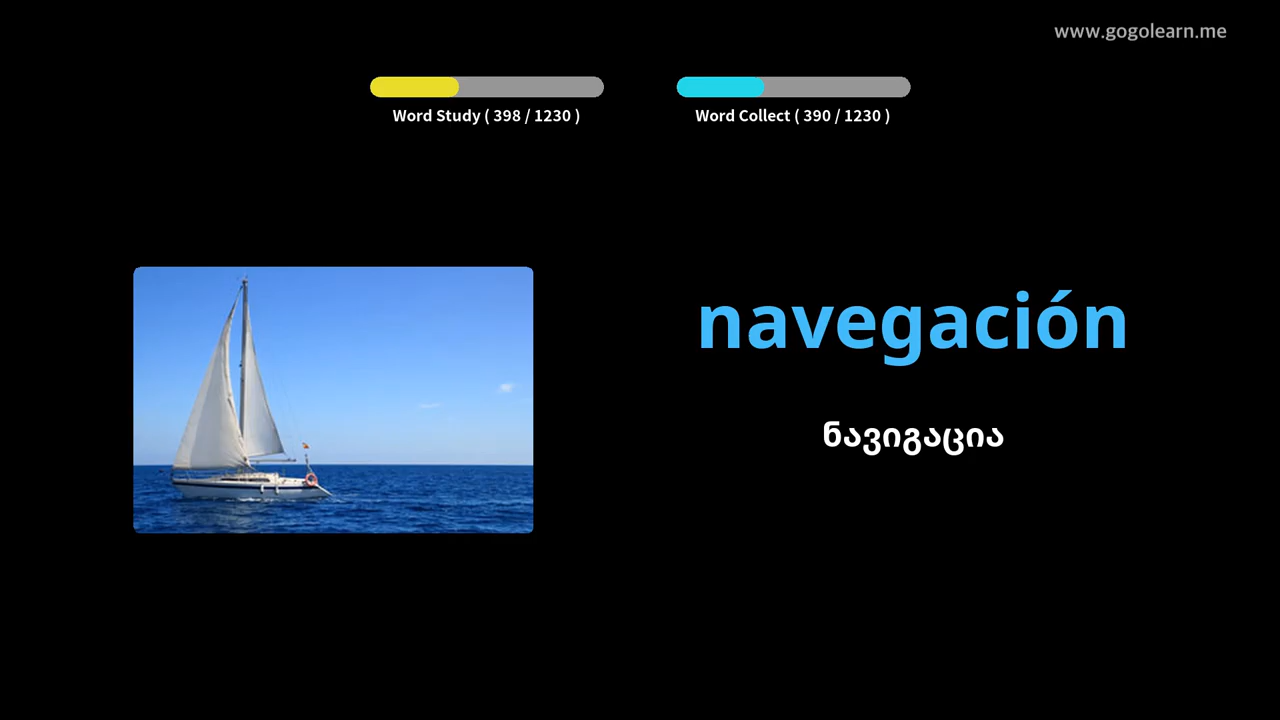 www.gogolearn.me
Word Study ( 398 / 1230 )
Word Collect ( 390 / 1230 )
navegación
ნავიგაცია